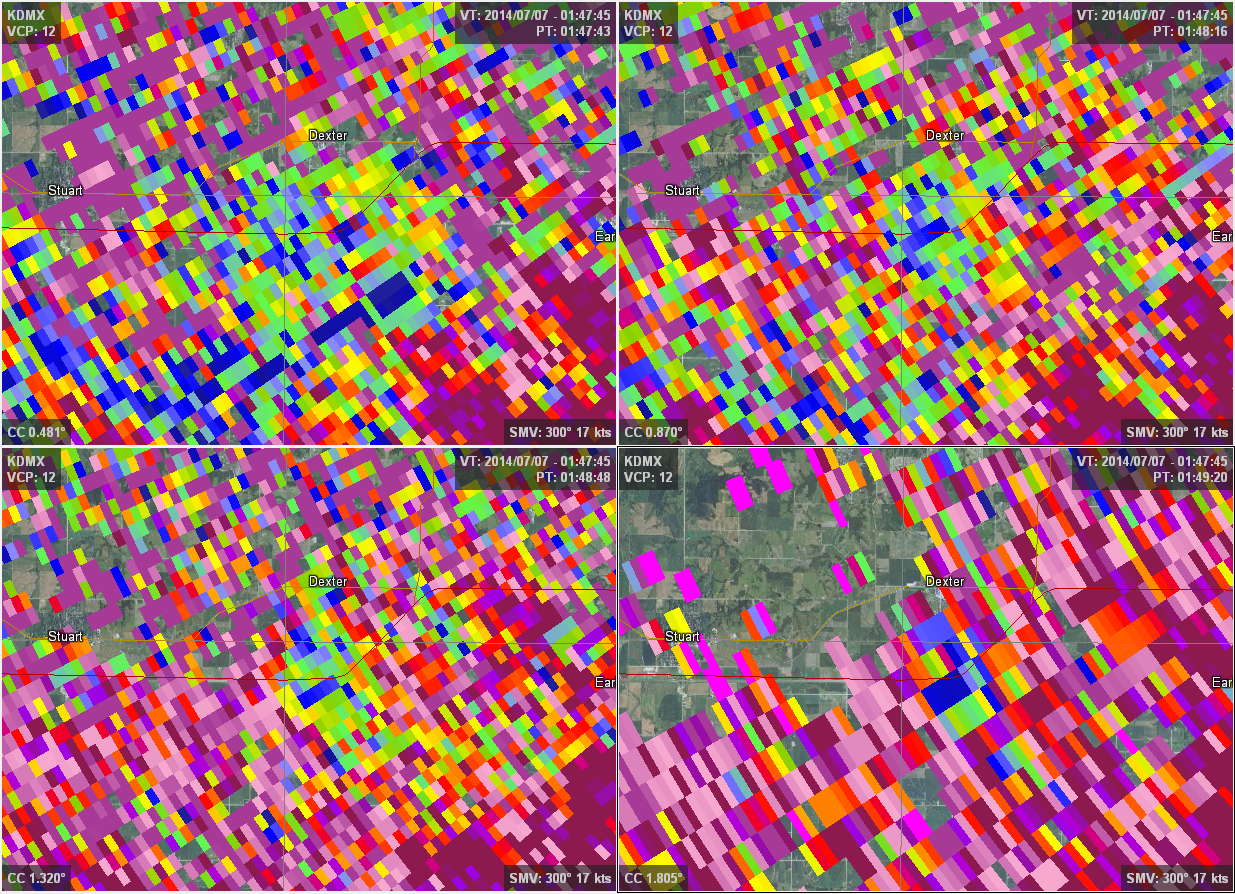 KDMX
VCP: 12
VT: 2014/07/07 - 01:47:45
PT: 01:47:43
Dexter
Stuart
Ear
CC 0.481°
SMV: 300° 17 kts
KDMX
VCP: 12
VT: 2014/07/07 - 01:47:45
PT: 01:48:16
Dexter
Stuart
Ear
CC 0.870°
SMV: 300° 17 kts
KDMX
VCP: 12
VT: 2014/07/07 - 01:47:45
PT: 01:48:48
Dexter
Stuart
Ear
CC 1.320°
SMV: 300° 17 kts
KDMX
VCP: 12
VT: 2014/07/07 - 01:47:45
PT: 01:49:20
Dexter
Stuart
Ear
CC 1.805°
SMV: 300° 17 kts